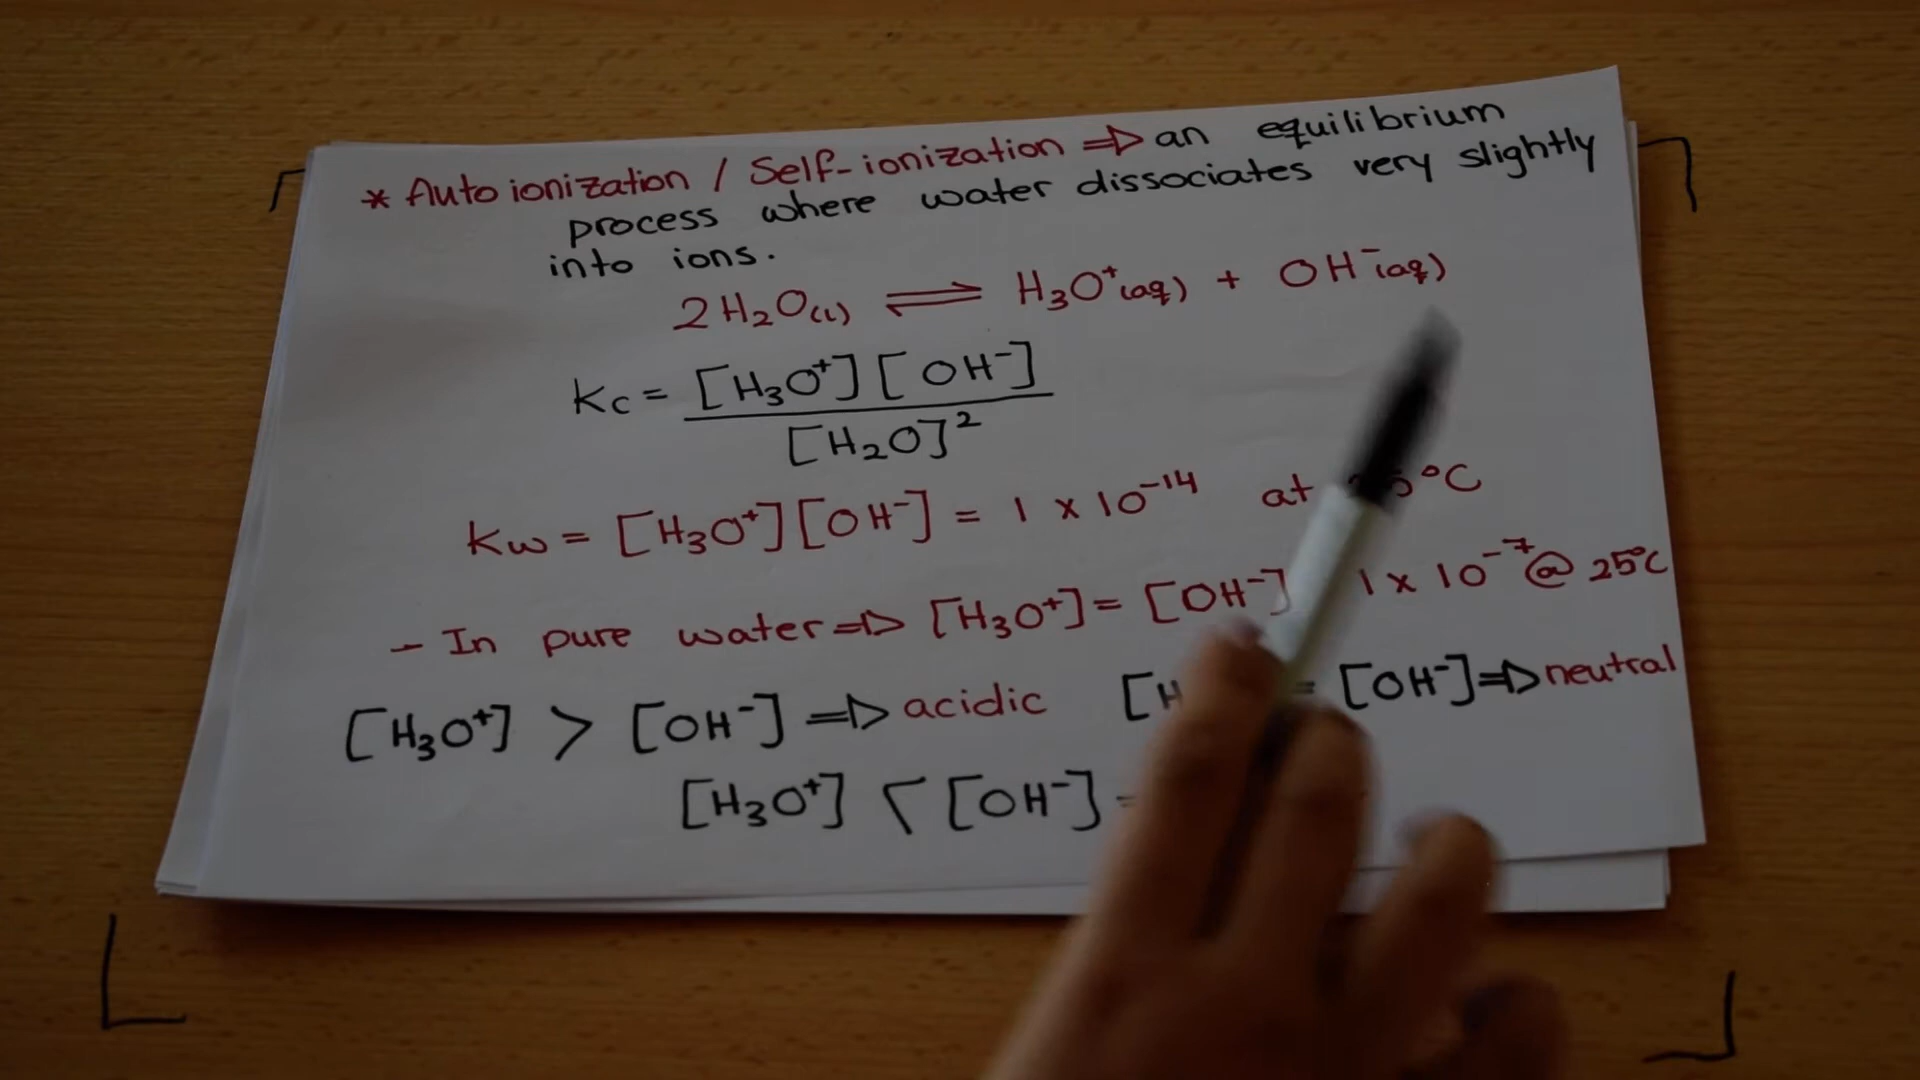 * Auto ionization / Self-ionization ⇒ an equilibrium
process where water dissociates very slightly
into ions.
2H₂O(l) ⇌ H₃O⁺(aq) + OH⁻(aq)
Kc = [H₃O⁺][OH⁻] / [H₂O]²
Kw = [H₃O⁺][OH⁻] = 1 x 10⁻¹⁴ at °C
- In pure water ⇒ [H₃O⁺] = [OH⁻] 1 x 10⁻⁷ @ 25°C
[H₃O⁺] > [OH⁻] ⇒ acidic [H = [OH⁻] ⇒ neutral
[H₃O⁺] < [OH⁻]